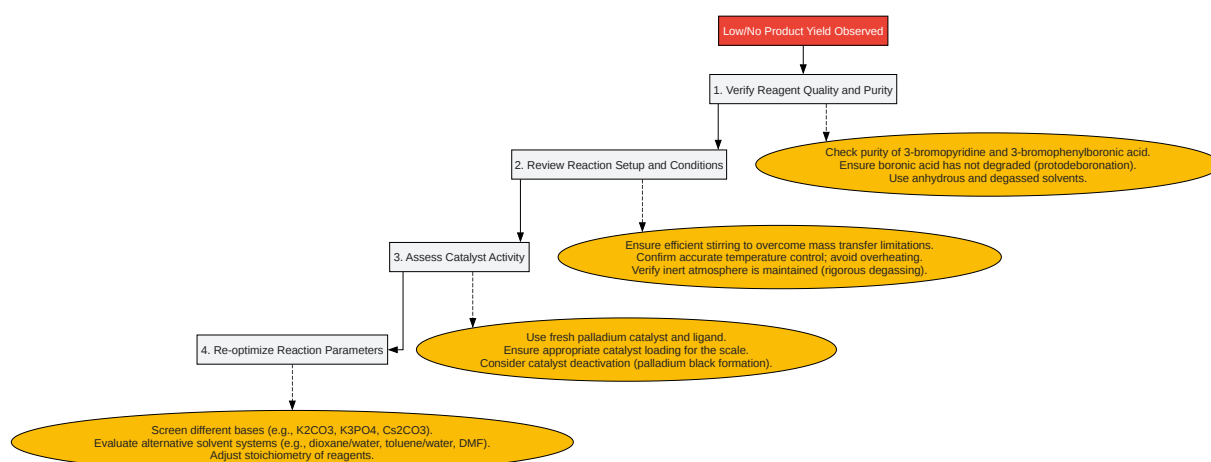 Low/No Product Yield Observed
1. Verify Reagent Quality and Purity
Check purity of 3-bromopyridine and 3-bromophenylboronic acid.
Ensure boronic acid has not degraded (protodeboronation).
Use anhydrous and degassed solvents.
2. Review Reaction Setup and Conditions
Ensure efficient stirring to overcome mass transfer limitations.
Confirm accurate temperature control; avoid overheating.
Verify inert atmosphere is maintained (rigorous degassing).
3. Assess Catalyst Activity
Use fresh palladium catalyst and ligand.
Ensure appropriate catalyst loading for the scale.
Consider catalyst deactivation (palladium black formation).
4. Re-optimize Reaction Parameters
Screen different bases (e.g., K2CO3, K3PO4, Cs2CO3).
Evaluate alternative solvent systems (e.g., dioxane/water, toluene/water, DMF).
Adjust stoichiometry of reagents.